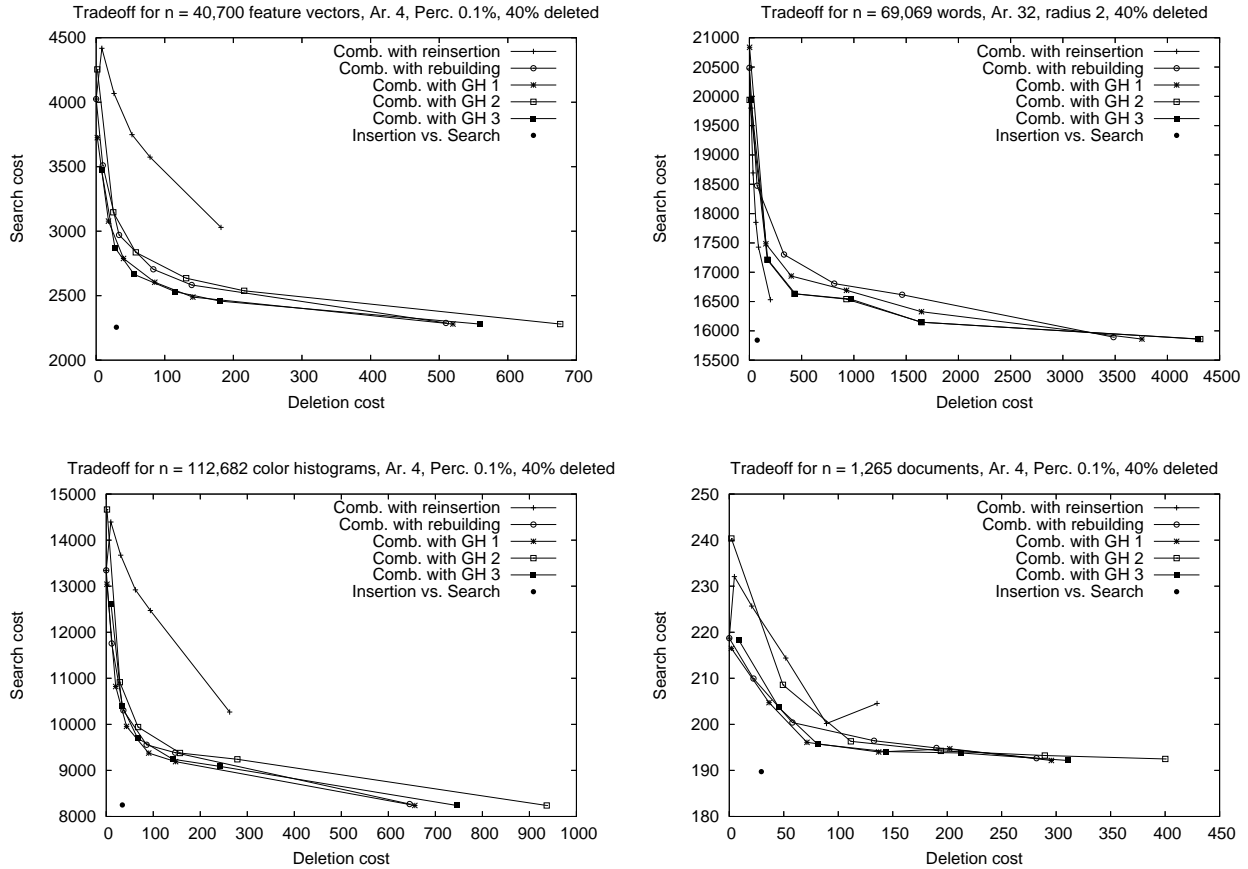 Tradeoff for n = 40,700 feature vectors, Ar. 4, Perc. 0.1%, 40% deleted
4500
4000
3500
3000
2500
2000
Search cost
Comb. with reinsertion
Comb. with rebuilding
Comb. with GH 1
Comb. with GH 2
Comb. with GH 3
Insertion vs. Search
0 100 200 300 400 500 600 700
Deletion cost
Tradeoff for n = 69,069 words, Ar. 32, radius 2, 40% deleted
21000
20500
20000
19500
19000
18500
18000
17500
17000
16500
16000
15500
Search cost
Comb. with reinsertion
Comb. with rebuilding
Comb. with GH 1
Comb. with GH 2
Comb. with GH 3
Insertion vs. Search
0 500 1000 1500 2000 2500 3000 3500 4000 4500
Deletion cost
Tradeoff for n = 112,682 color histograms, Ar. 4, Perc. 0.1%, 40% deleted
15000
14000
13000
12000
11000
10000
9000
8000
Search cost
Comb. with reinsertion
Comb. with rebuilding
Comb. with GH 1
Comb. with GH 2
Comb. with GH 3
Insertion vs. Search
0 100 200 300 400 500 600 700 800 900 1000
Deletion cost
Tradeoff for n = 1,265 documents, Ar. 4, Perc. 0.1%, 40% deleted
250
240
230
220
210
200
190
180
Search cost
Comb. with reinsertion
Comb. with rebuilding
Comb. with GH 1
Comb. with GH 2
Comb. with GH 3
Insertion vs. Search
0 50 100 150 200 250 300 350 400 450
Deletion cost